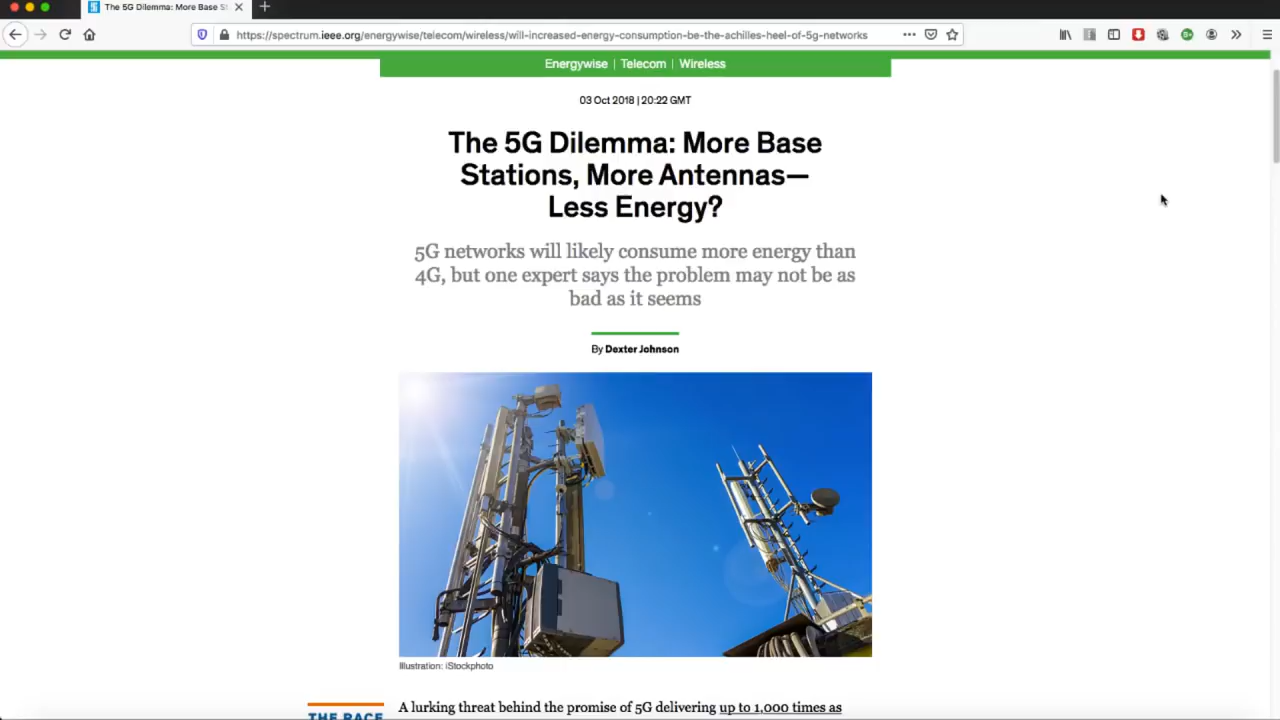 The 5G Dilemma: More Base St
https://spectrum.ieee.org/energywise/telecom/wireless/will-increased-energy-consumption-be-the-achilles-heel-of-5g-networks
Energywise | Telecom | Wireless
03 Oct 2018 | 20:22 GMT
The 5G Dilemma: More Base
Stations, More Antennas—
Less Energy?
5G networks will likely consume more energy than
4G, but one expert says the problem may not be as
bad as it seems
By Dexter Johnson
Illustration: iStockphoto
THE RACE
A lurking threat behind the promise of 5G delivering up to 1,000 times as